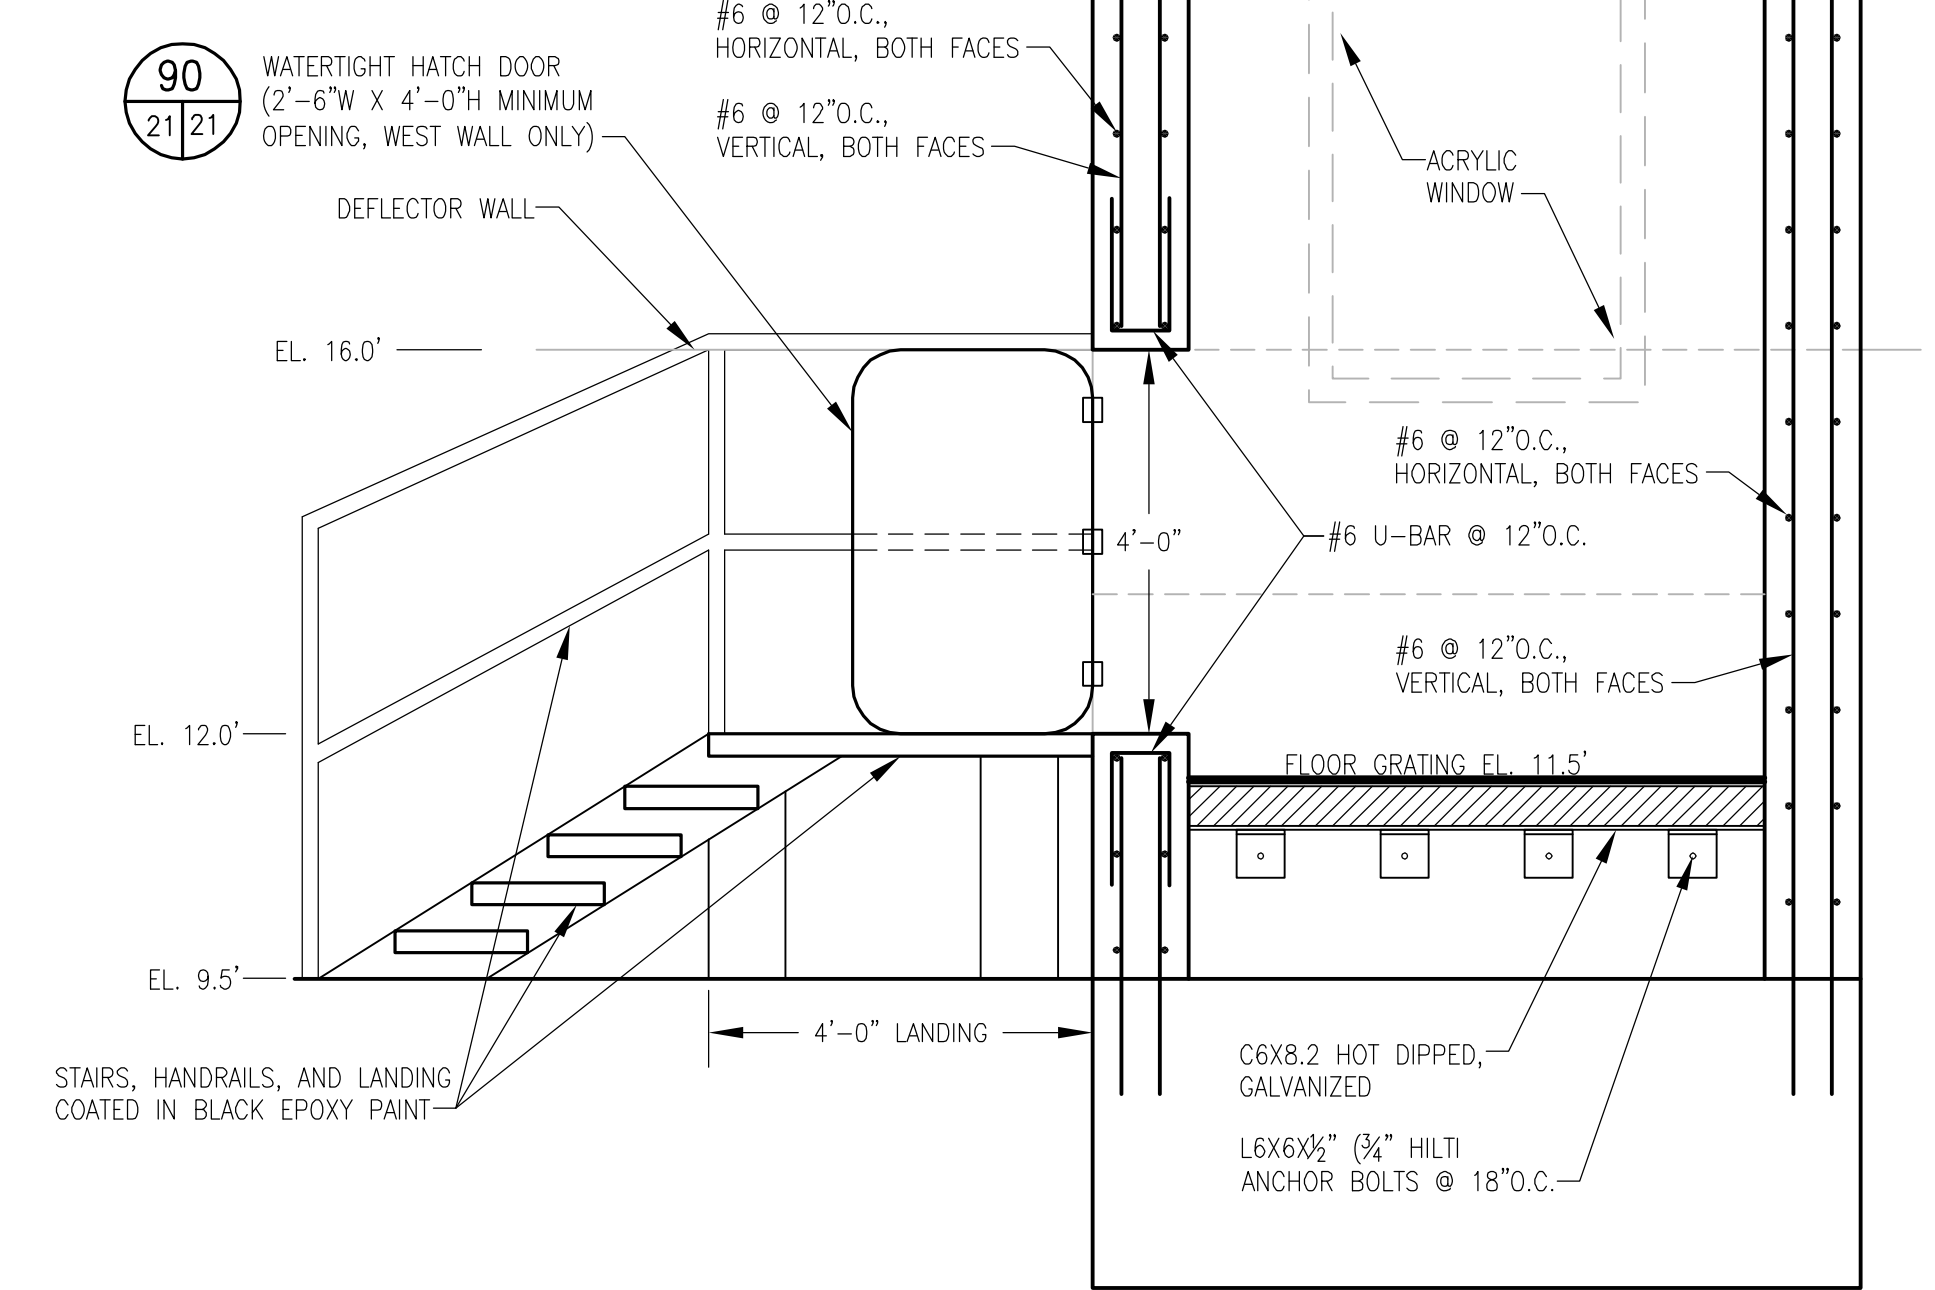 #6 @ 12"O.C.,
HORIZONTAL, BOTH FACES
90
21 21
WATERTIGHT HATCH DOOR
(2'-6"W X 4'-0"H MINIMUM
OPENING, WEST WALL ONLY)
#6 @ 12"O.C.,
VERTICAL, BOTH FACES
ACRYLIC
WINDOW
DEFLECTOR WALL
EL. 16.0'
#6 @ 12"O.C.,
HORIZONTAL, BOTH FACES
4'-0"
#6 U-BAR @ 12"O.C.
#6 @ 12"O.C.,
VERTICAL, BOTH FACES
EL. 12.0'
FLOOR GRATING EL. 11.5'
EL. 9.5'
4'-0" LANDING
C6X8.2 HOT DIPPED,
GALVANIZED
STAIRS, HANDRAILS, AND LANDING
COATED IN BLACK EPOXY PAINT
L6X6X½" (¾" HILTI
ANCHOR BOLTS @ 18"O.C.